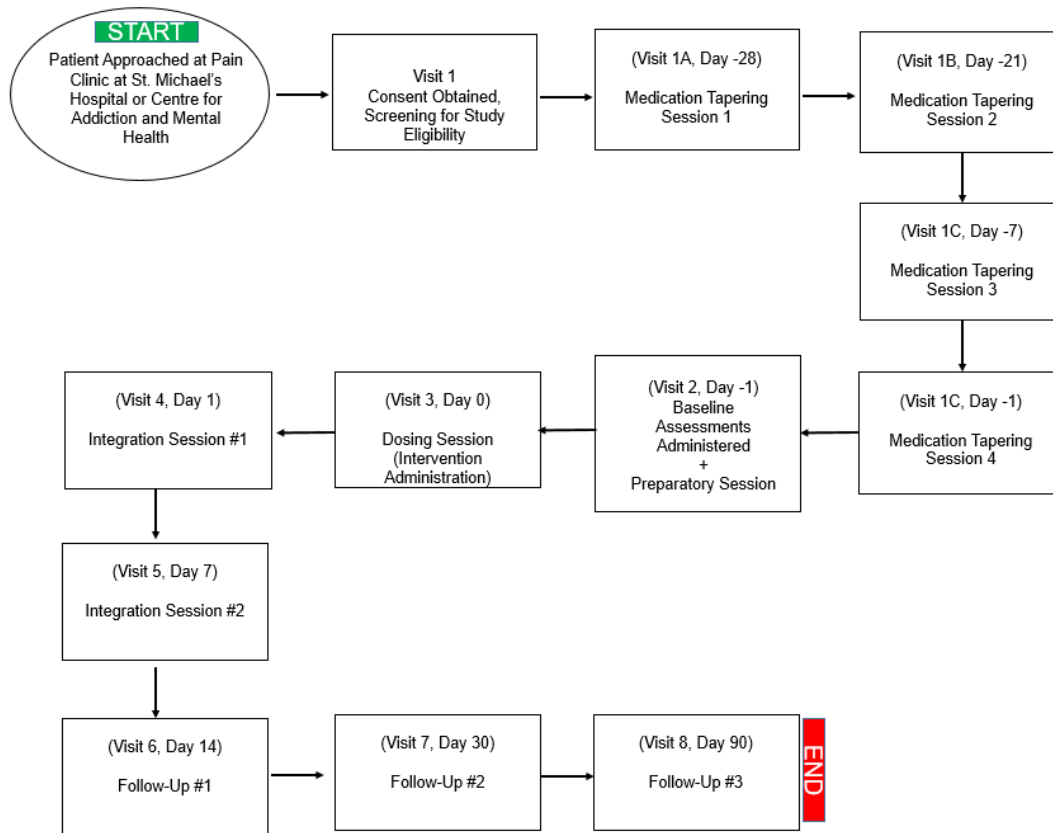 START
Patient Approached at Pain
Clinic at St. Michael's
Hospital or Centre for
Addiction and Mental
Health
Visit 1
Consent Obtained,
Screening for Study
Eligibility
(Visit 1A, Day -28)
Medication Tapering
Session 1
(Visit 1B, Day -21)
Medication Tapering
Session 2
(Visit 1C, Day -7)
Medication Tapering
Session 3
(Visit 1C, Day -1)
Medication Tapering
Session 4
(Visit 2, Day -1)
Baseline
Assessments
Administered
+
Preparatory Session
(Visit 3, Day 0)
Dosing Session
(Intervention
Administration)
(Visit 4, Day 1)
Integration Session #1
(Visit 5, Day 7)
Integration Session #2
(Visit 6, Day 14)
Follow-Up #1
(Visit 7, Day 30)
Follow-Up #2
(Visit 8, Day 90)
Follow-Up #3
END